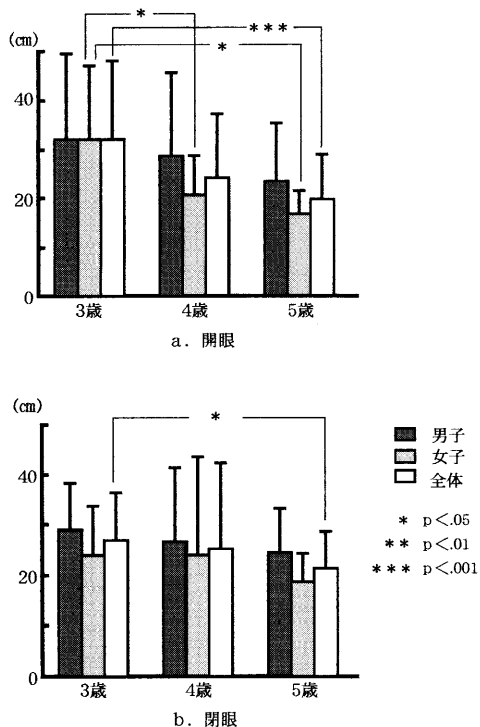 *
(cm)
***
*
40
20
0
3歳 4歳 5歳
a. 開眼
(cm)
*
男子
女子
40
全体
* p<.05
** p<.01
20
*** p<.001
0
3歳 4歳 5歳
b. 閉眼